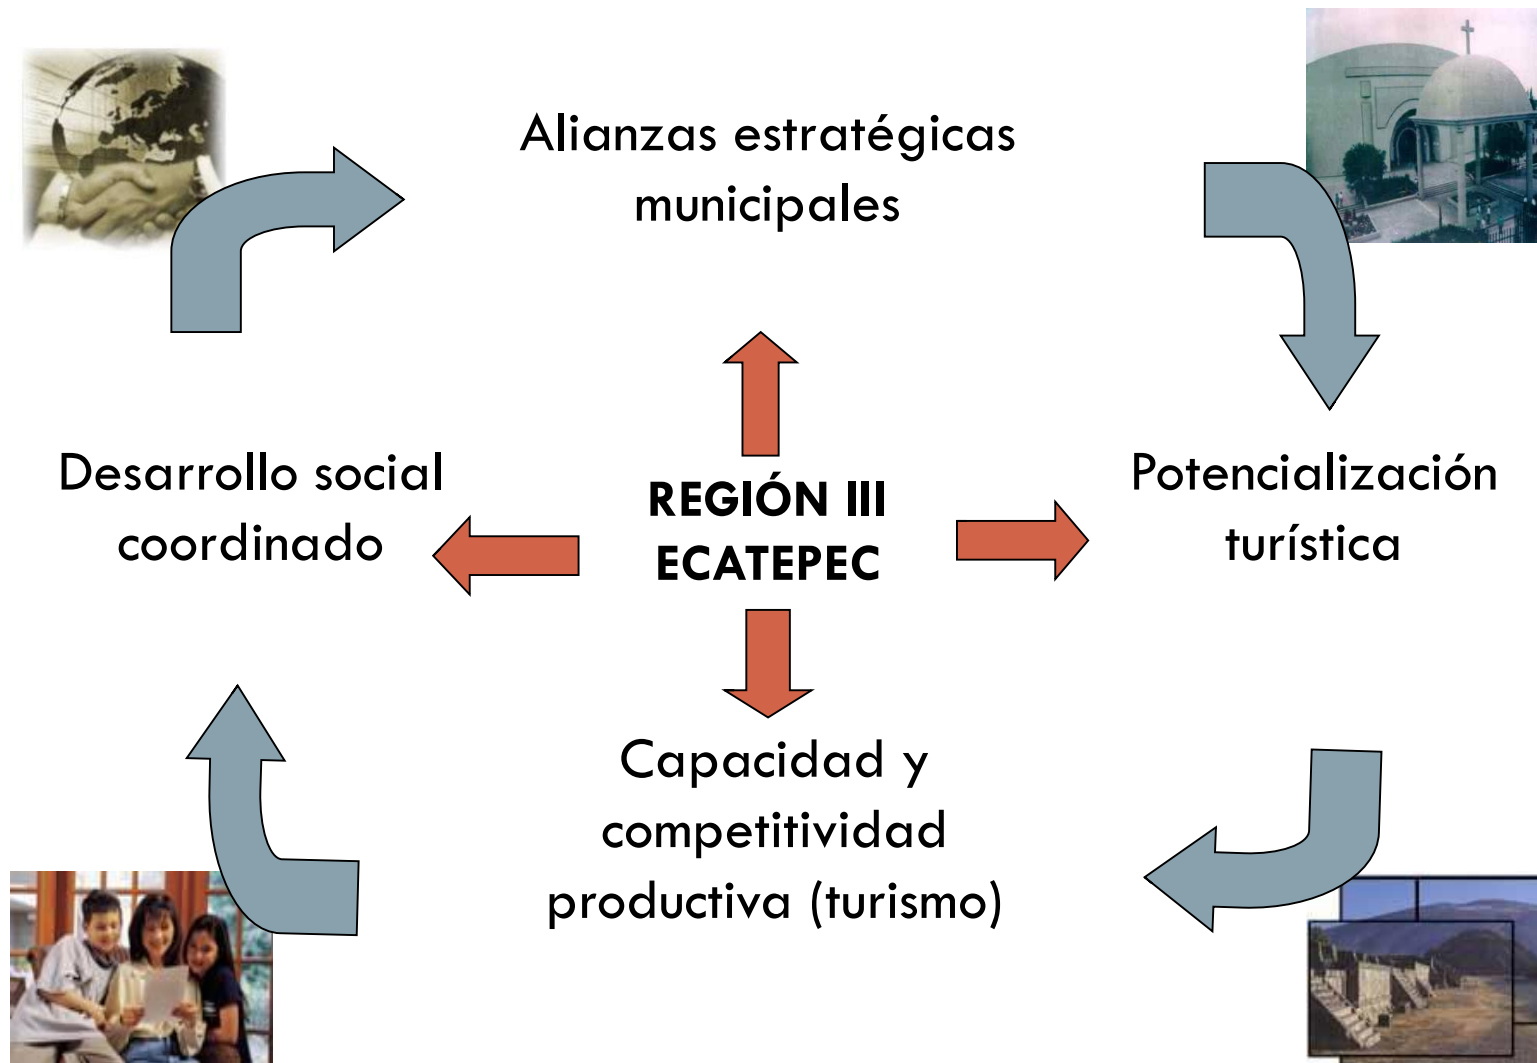 Alianzas estratégicas
municipales
Desarrollo social
coordinado
REGIÓN III
ECATEPEC
Potencialización
turística
Capacidad y
competitividad
productiva (turismo)